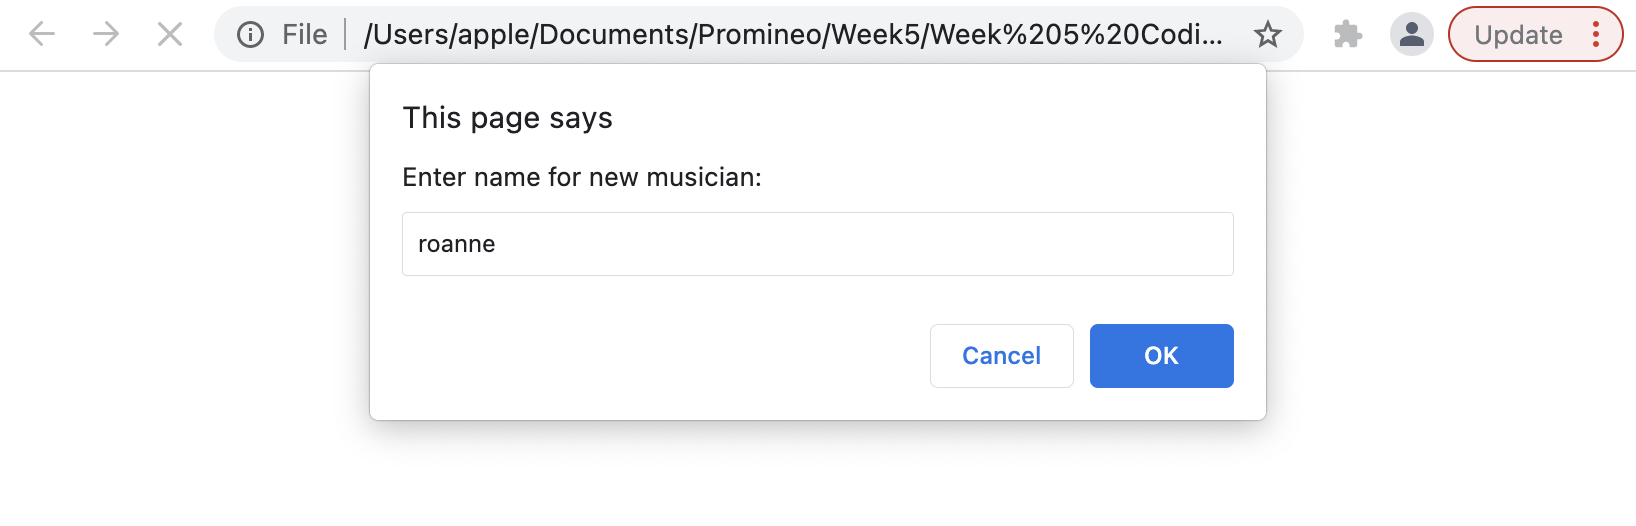 File /Users/apple/Documents/Promineo/Week5/Week%205%20Codi... Update
This page says
Enter name for new musician:
roanne
Cancel OK